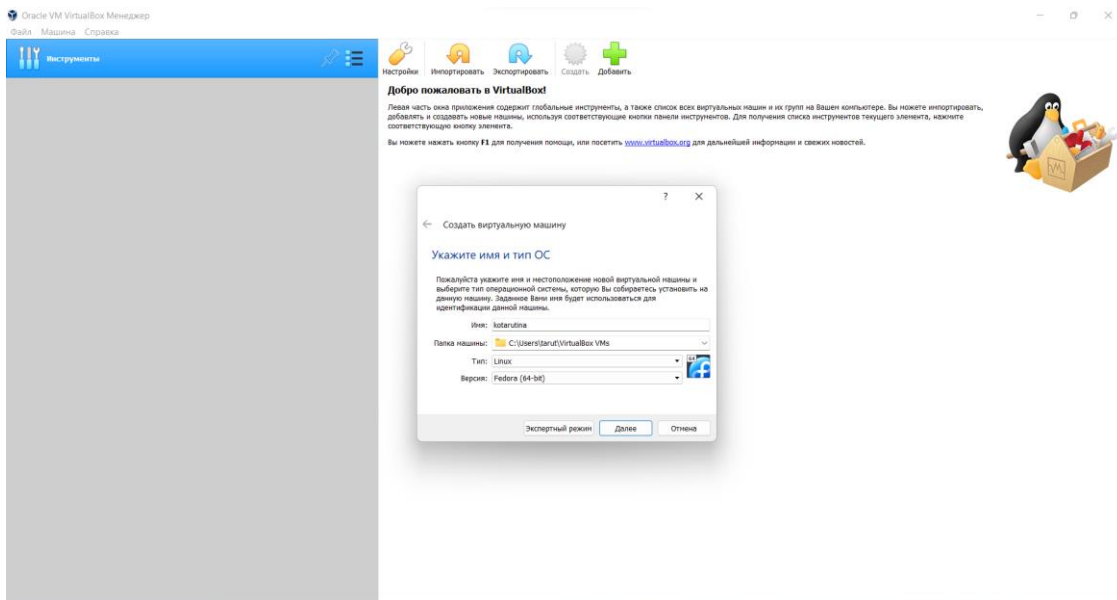 Oracle VM VirtualBox Менеджер
Файл Машина Справка
Инструменты
Настройки Импортировать Экспортировать Создать Добавить
Добро пожаловать в VirtualBox!
Левая часть окна приложения содержит глобальные инструменты, а также список всех виртуальных машин и их групп на Вашем компьютере. Вы можете импортировать,
добавлять и создавать новые машины, используя соответствующие кнопки панели инструментов. Для получения списка инструментов текущего элемента, нажмите
соответствующую кнопку элемента.
Вы можете нажать кнопку F1 для получения помощи, или посетить www.virtualbox.org для дальнейшей информации и свежих новостей.
?
Создать виртуальную машину
Укажите имя и тип ОС
Пожалуйста укажите имя и местоположение новой виртуальной машины и
выберите тип операционной системы, которую Вы собираетесь установить на
данную машину. Заданное Вами имя будет использоваться для
идентификации данной машины.
Имя: kotarutina
Папка машины: C:\Users\tarut\VirtualBox VMs
Тип: Linux
64
Версия: Fedora (64-bit)
Экспертный режим Далее Отмена